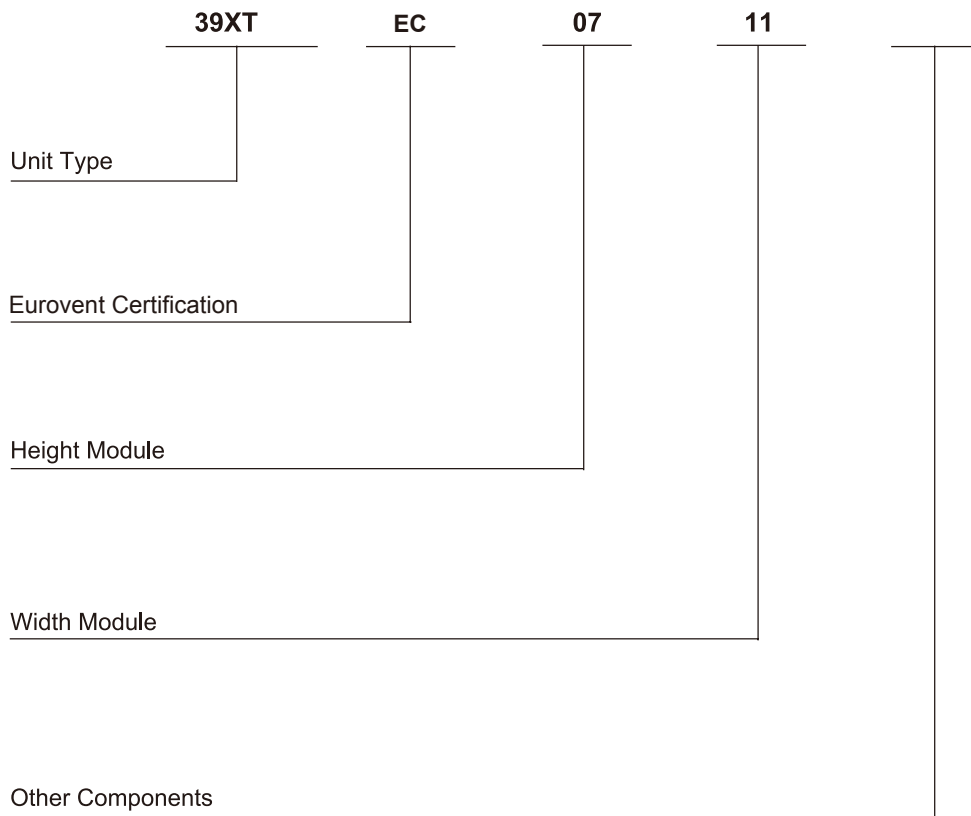 39XT EC 07 11
Unit Type
Eurovent Certification
Height Module
Width Module
Other Components